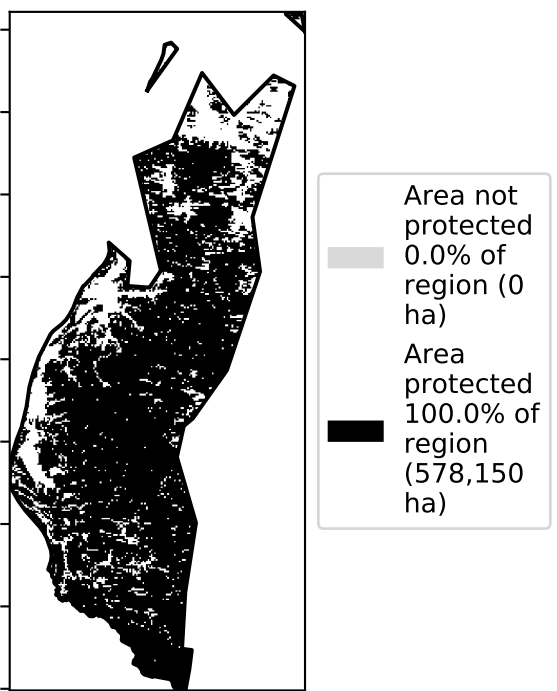 Area not
protected
0.0% of
region (0
ha)
Area
protected
100.0% of
region
(578,150
ha)